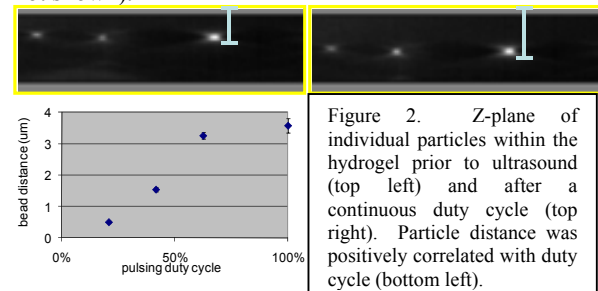 4
3
2
1
0
bead distance (um)
0%
50%
100%
pulsing duty cycle
Figure 2. Z-plane of
individual particles within the
hydrogel prior to ultrasound
(top left) and after a
continuous duty cycle (top
right). Particle distance was
positively correlated with duty
cycle (bottom left).